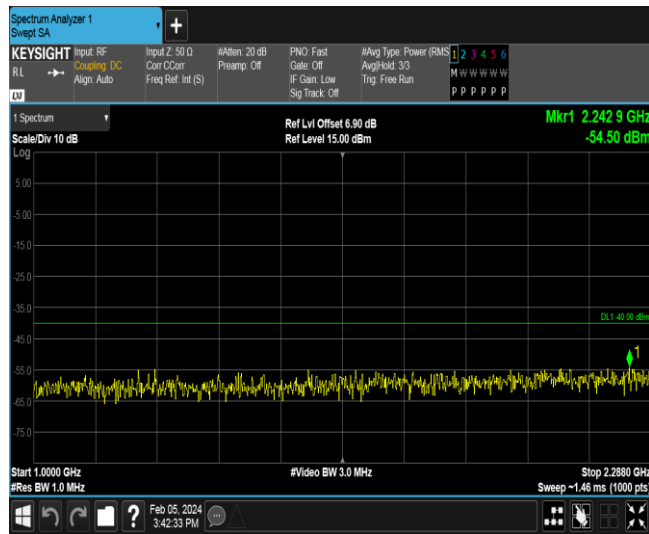 Spectrum Analyzer 1
Swept SA
KEYSIGHT
RL
LXI
Input: RF
Coupling: DC
Align: Auto
Input Z: 50 Ω
Corr CCorr
Freq Ref: Int (S)
#Atten: 20 dB
Preamp: Off
PNO: Fast
Gate: Off
IF Gain: Low
Sig Track: Off
#Avg Type: Power (RMS
Avg|Hold: 3/3
Trig: Free Run
1 2 3 4 5 6
M W W W W W
P P P P P P
1 Spectrum
Scale/Div 10 dB
Log
Ref Lvl Offset 6.90 dB
Ref Level 15.00 dBm
Mkr1 2.242 9 GHz
-54.50 dBm
5.00
-5.00
-15.0
-25.0
-35.0
DL1 -40.00 dBm
-45.0
1
-55.0
-65.0
-75.0
Start 1.0000 GHz
#Res BW 1.0 MHz
#Video BW 3.0 MHz
Stop 2.2880 GHz
Sweep ~1.46 ms (1000 pts)
?
Feb 05, 2024
3:42:33 PM